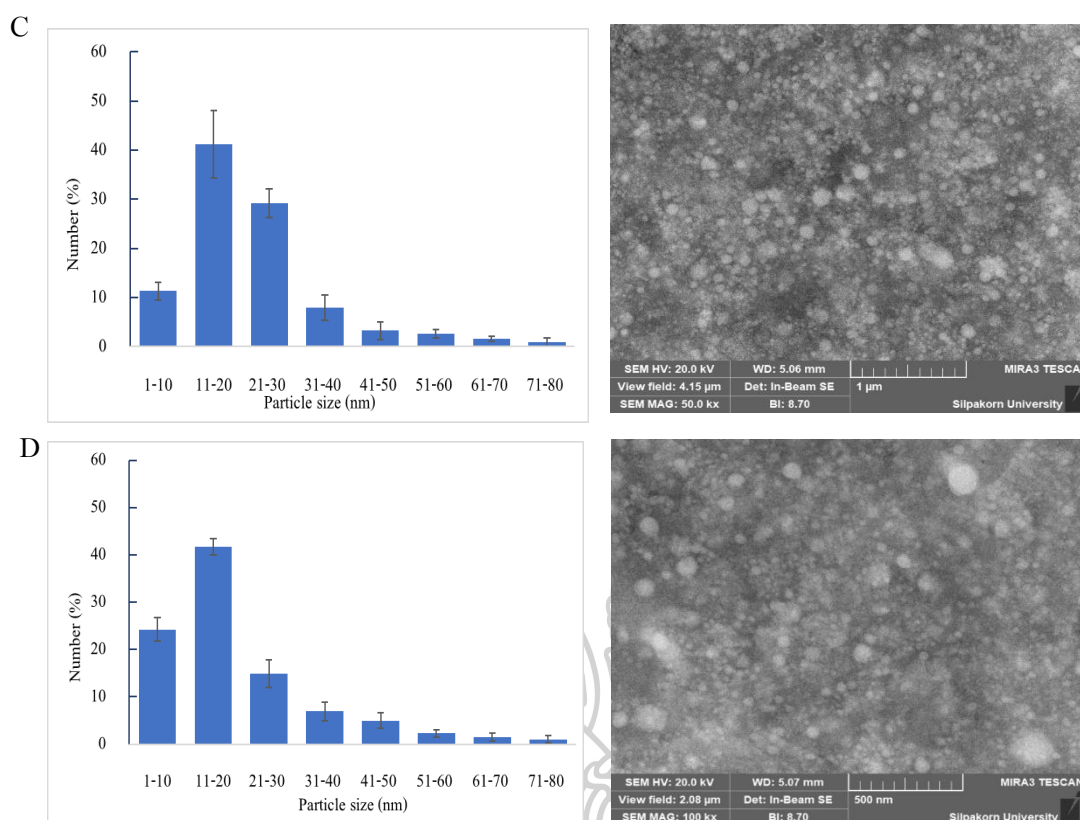 C
60
50
40
30
20
10
0
Number (%)
1-10 11-20 21-30 31-40 41-50 51-60 61-70 71-80
Particle size (nm)
SEM HV: 20.0 kV WD: 5.06 mm MIRA3 TESCA
View field: 4.15 µm Det: In-Beam SE 1 µm
SEM MAG: 50.0 kx BI: 8.70 Silpakorn University
D
60
50
40
30
20
10
0
Number (%)
1-10 11-20 21-30 31-40 41-50 51-60 61-70 71-80
Particle size (nm)
SEM HV: 20.0 kV WD: 5.07 mm MIRA3 TESCAN
View field: 2.08 µm Det: In-Beam SE 500 nm
SEM MAG: 100 kx BI: 8.70 Silpakorn University